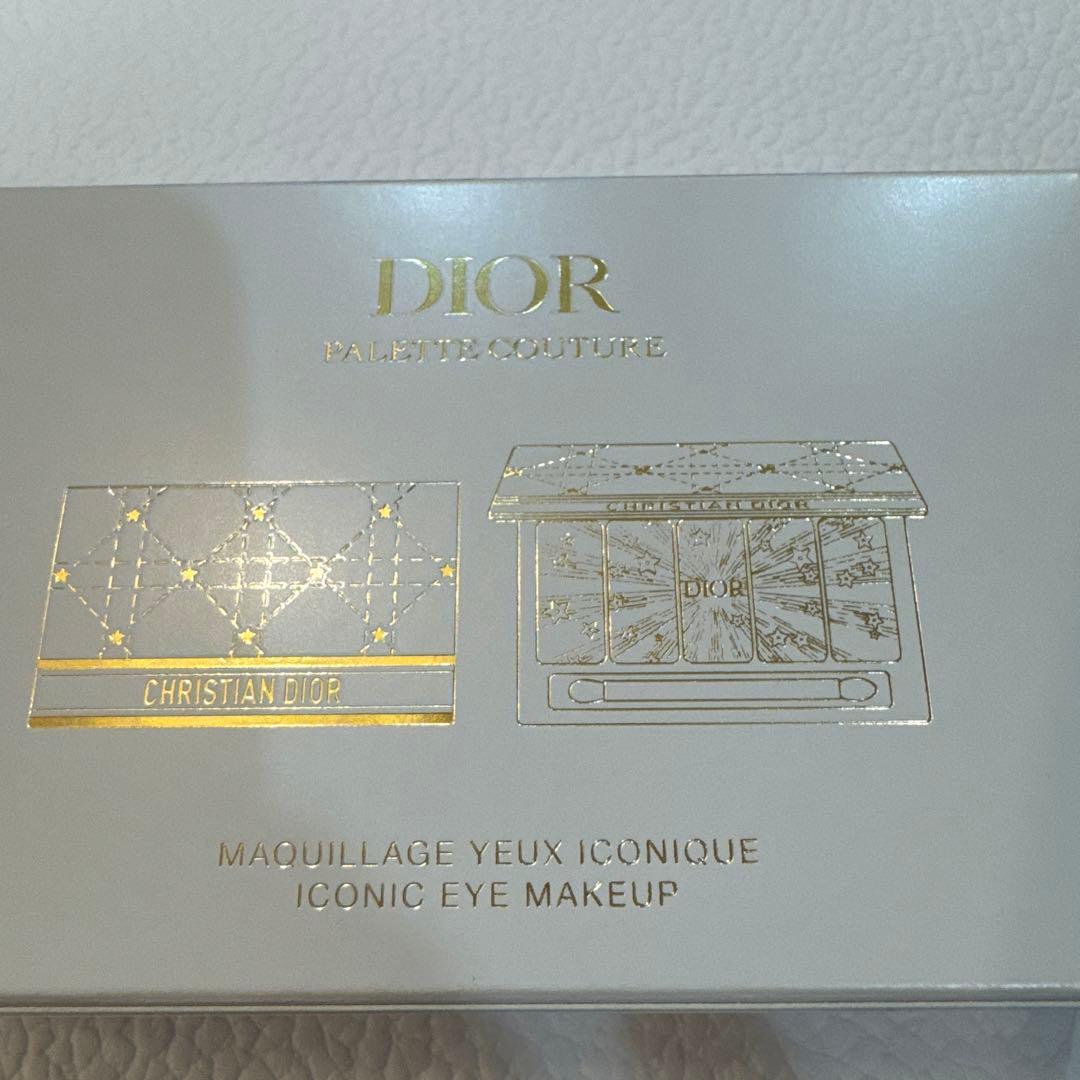 DIOR
PALETTE COUTURE
CHRISTIAN DIOR
DIOR
CHRISTIAN DIOR
MAQUILLAGE YEUX ICONIQUE
ICONIC EYE MAKEUP